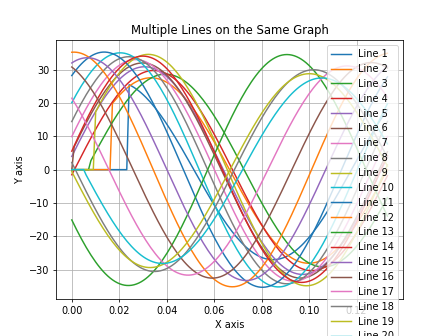 Multiple Lines on the Same Graph
Y axis
30
20
10
0
−10
−20
−30
0.00
0.02
0.04
0.06
0.08
0.10
X axis
Line 1
Line 2
Line 3
Line 4
Line 5
Line 6
Line 7
Line 8
Line 9
Line 10
Line 11
Line 12
Line 13
Line 14
Line 15
Line 16
Line 17
Line 18
Line 19
Line 20